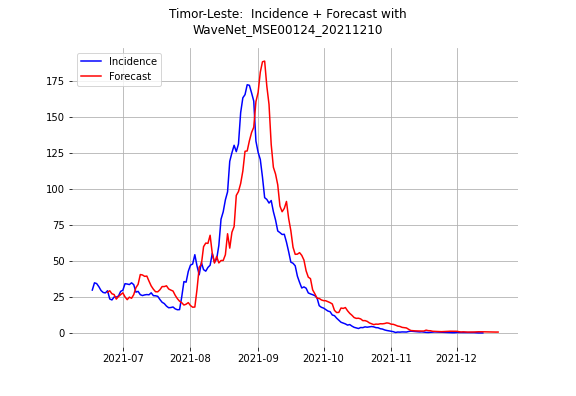 Timor-Leste:  Incidence + Forecast with
WaveNet_MSE00124_20211210
Incidence
Forecast
175
150
125
100
75
50
25
0
2021-07 2021-08 2021-09 2021-10 2021-11 2021-12